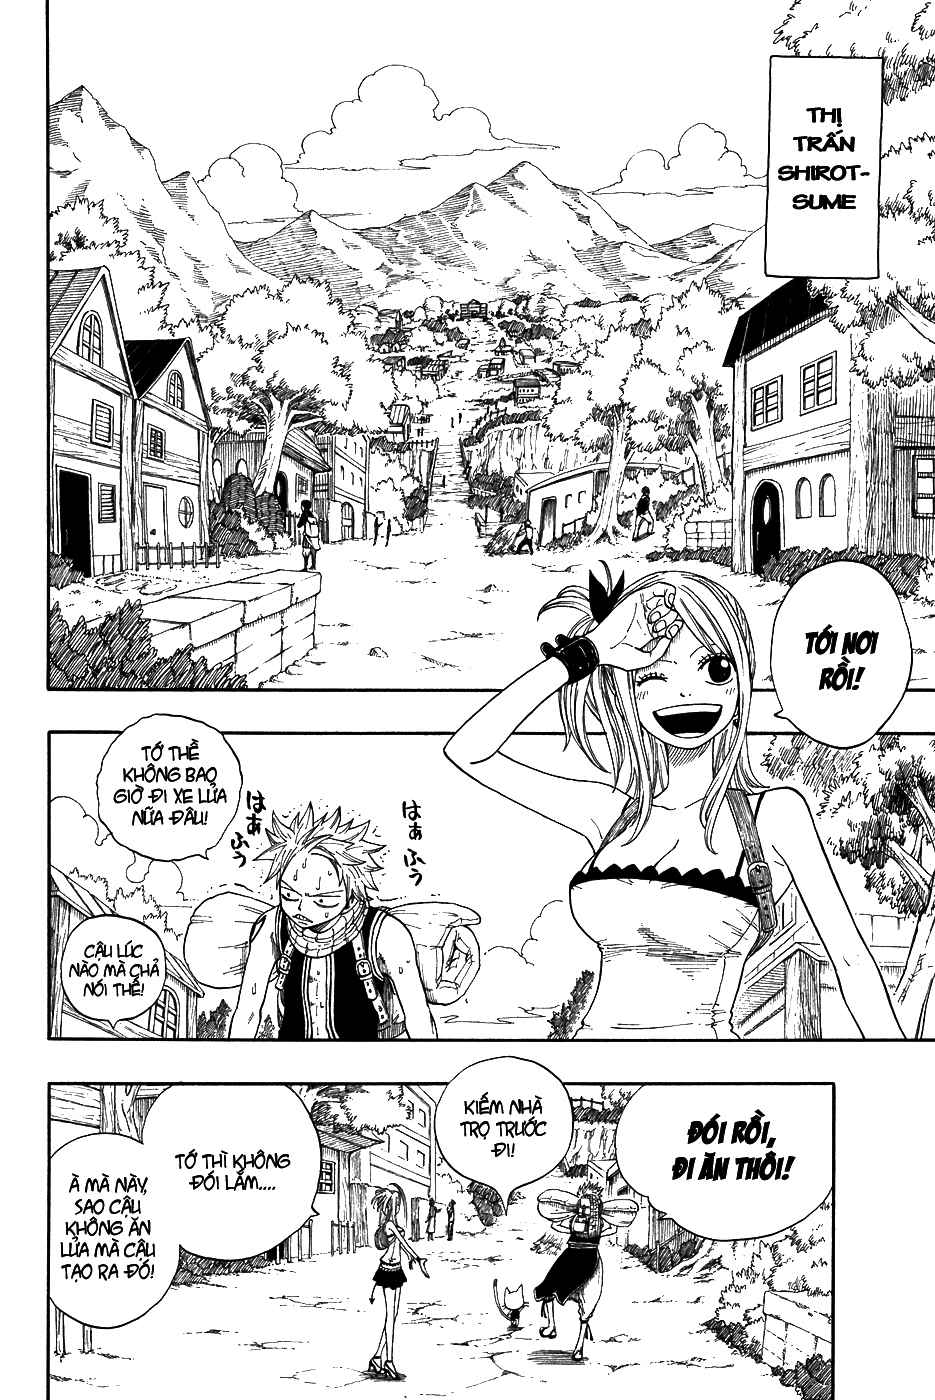 THỊ
TRẤN
SHIROT-
SUME
TỚI NƠI
RỒI!
TỚ THỀ
KHÔNG BAO
GIỜ ĐI XE LỬA
NỮA ĐÂU!
はぁ ふぅ
はぁ ふぅ
CẬU LÚC
NÀO MÀ CHẢ
NÓI THẾ!
ĐÓI RỒI,
ĐI ĂN THÔI!
KIẾM NHÀ
TRỌ TRƯỚC
ĐI!
TỚ THÌ KHÔNG
ĐÓI LẮM....
À MÀ NÀY,
SAO CẬU
KHÔNG ĂN
LỬA MÀ CẬU
TẠO RA ĐÓ!